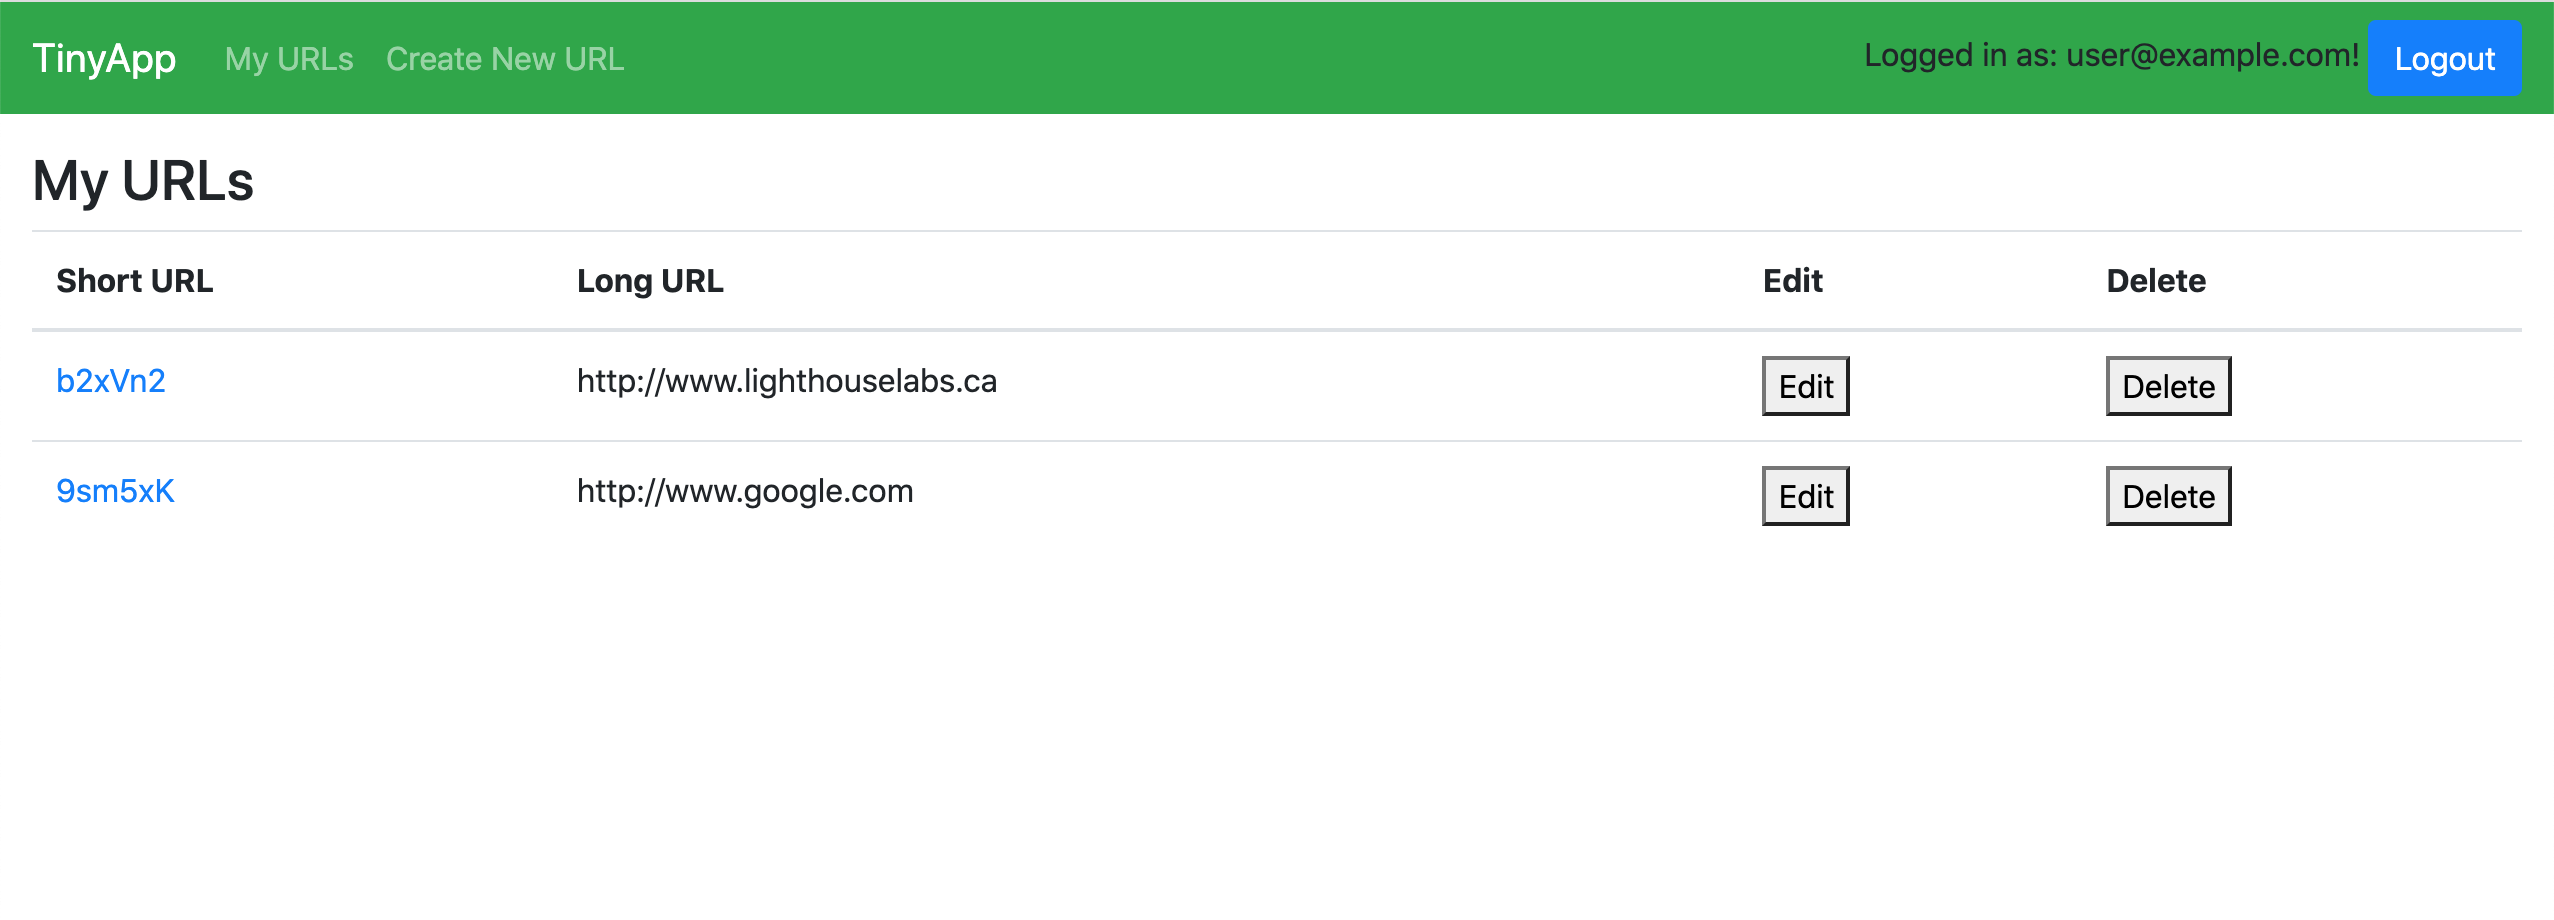 TinyApp My URLs Create New URL Logged in as: user@example.com! Logout
My URLs
Short URL Long URL Edit Delete
b2xVn2 http://www.lighthouselabs.ca Edit Delete
9sm5xK http://www.google.com Edit Delete